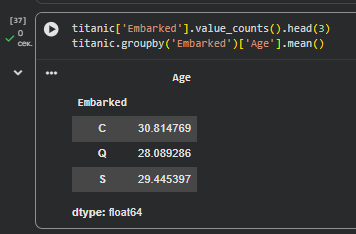 [37]
0
сек.
titanic['Embarked'].value_counts().head(3)
titanic.groupby('Embarked')['Age'].mean()
Age
Embarked
C 30.814769
Q 28.089286
S 29.445397
dtype: float64